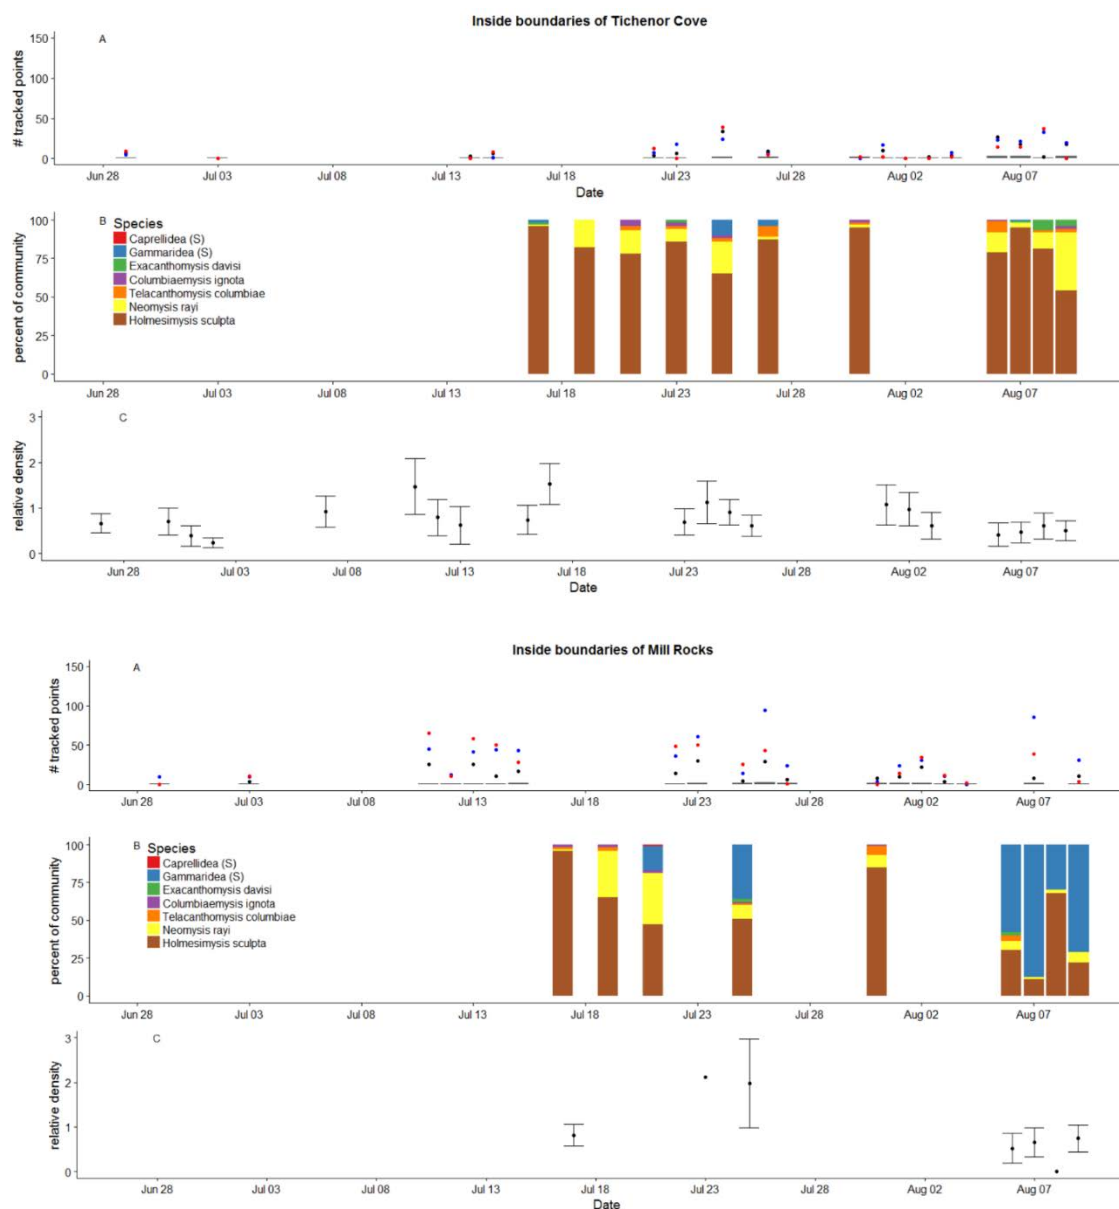 Inside boundaries of Tichenor Cove
A
# tracked points
150
100
50
0
Jun 28 Jul 03 Jul 08 Jul 13 Jul 18 Jul 23 Jul 28 Aug 02 Aug 07
Date
B Species
percent of community
100
75
50
25
0
Caprellidea (S)
Gammaridea (S)
Exacanthomysis davisi
Columbiaemysis ignota
Telacanthomysis columbiae
Neomysis rayi
Holmesimysis sculpta
Jun 28 Jul 03 Jul 08 Jul 13 Jul 18 Jul 23 Jul 28 Aug 02 Aug 07
C
relative density
3
2
1
0
Jun 28 Jul 03 Jul 08 Jul 13 Jul 18 Jul 23 Jul 28 Aug 02 Aug 07
Date
Inside boundaries of Mill Rocks
A
# tracked points
150
100
50
0
Jun 28 Jul 03 Jul 08 Jul 13 Jul 18 Jul 23 Jul 28 Aug 02 Aug 07
B Species
percent of community
100
75
50
25
0
Caprellidea (S)
Gammaridea (S)
Exacanthomysis davisi
Columbiaemysis ignota
Telacanthomysis columbiae
Neomysis rayi
Holmesimysis sculpta
Jun 28 Jul 03 Jul 08 Jul 13 Jul 18 Jul 23 Jul 28 Aug 02 Aug 07
C
relative density
3
2
1
0
Jun 28 Jul 03 Jul 08 Jul 13 Jul 18 Jul 23 Jul 28 Aug 02 Aug 07
Date